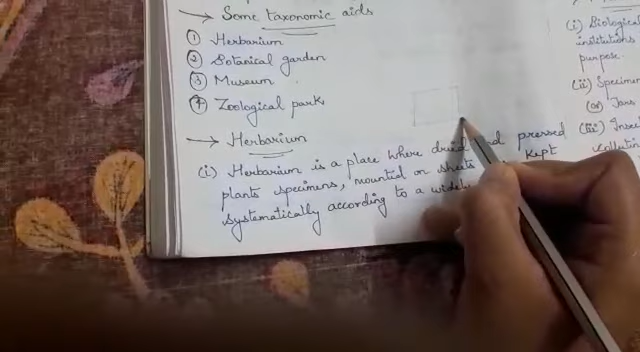 → Some taxonomic aids
① Herbarium
② Botanical garden
③ Museum
④ Zoological park
→ Herbarium
(i) Herbarium is a place where dried and pressed
plants specimens, mounted on sheets kept
systematically according to a widely
(i) Biological
institutions
purpose.
(ii) Specimen
(a) Jars
(iii) Insect